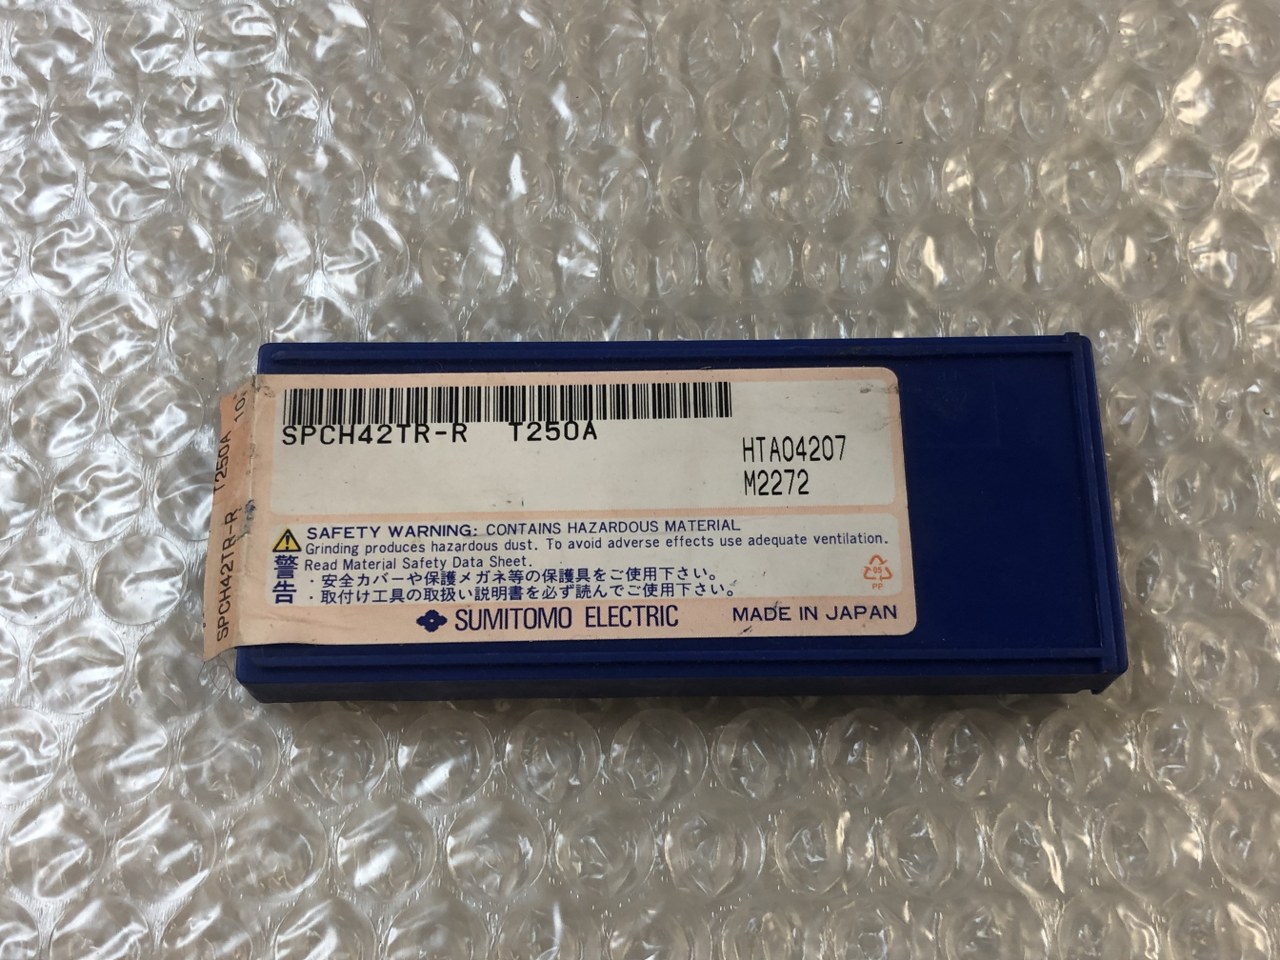 SPCH42TR-R T250A
HTA04207
M2272
SAFETY WARNING: CONTAINS HAZARDOUS MATERIAL
Grinding produces hazardous dust. To avoid adverse effects use adequate ventilation.
Read Material Safety Data Sheet.
警告
・安全カバーや保護メガネ等の保護具をご使用下さい。
・取付け工具の取扱い説明書を必ず読んでご使用下さい。
05
PP
SUMITOMO ELECTRIC
MADE IN JAPAN
SPCH42TR-R T250A